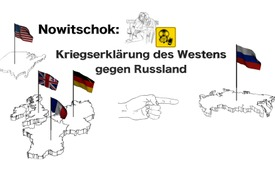 Nowitschok:
Kriegserklärung des Westens
gegen Russland